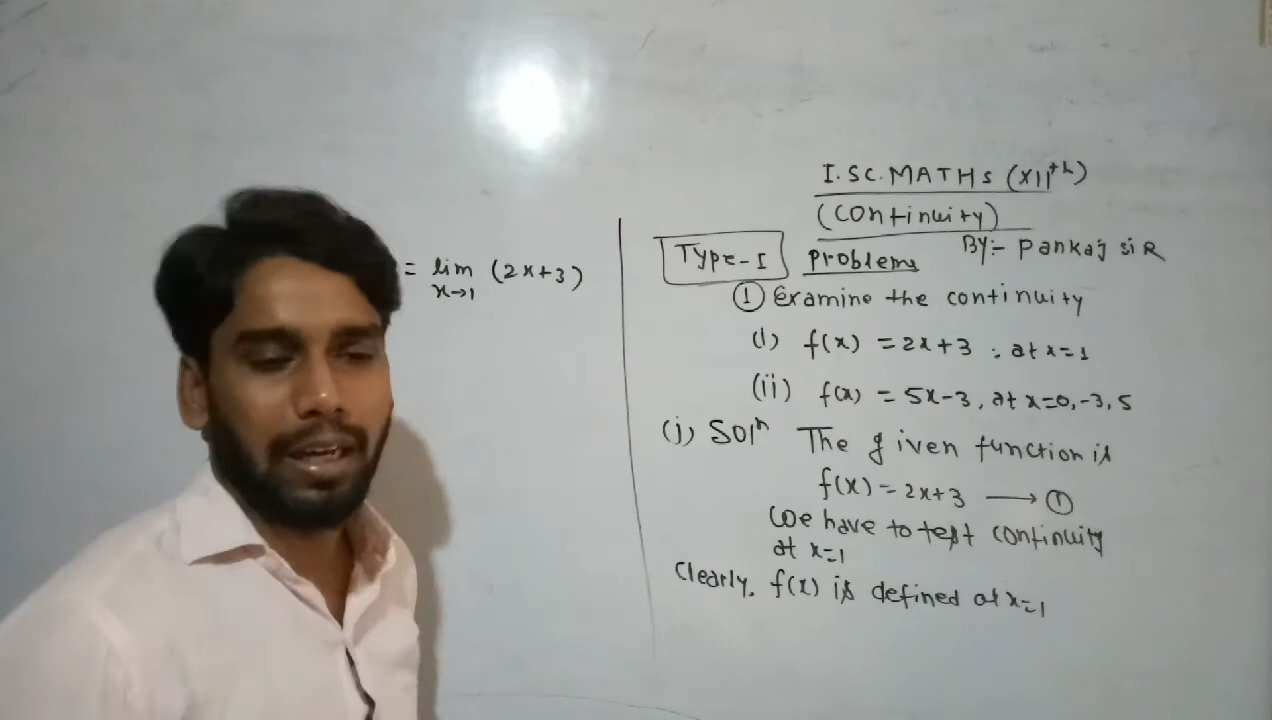 I.SC.MATHS (XIIth)
(Continuity)
By:- Pankaj SIR
Type-I Problems
① Examine the continuity
(I) f(x) = 2x+3 ; at x=1
(ii) f(x) = 5x-3, at x=0,-3,5
(i) Solⁿ The given function is
f(x) = 2x+3 ⟶ ①
We have to test continuity
at x=1
Clearly, f(x) is defined at x=1
= lim (2x+3)
x→1